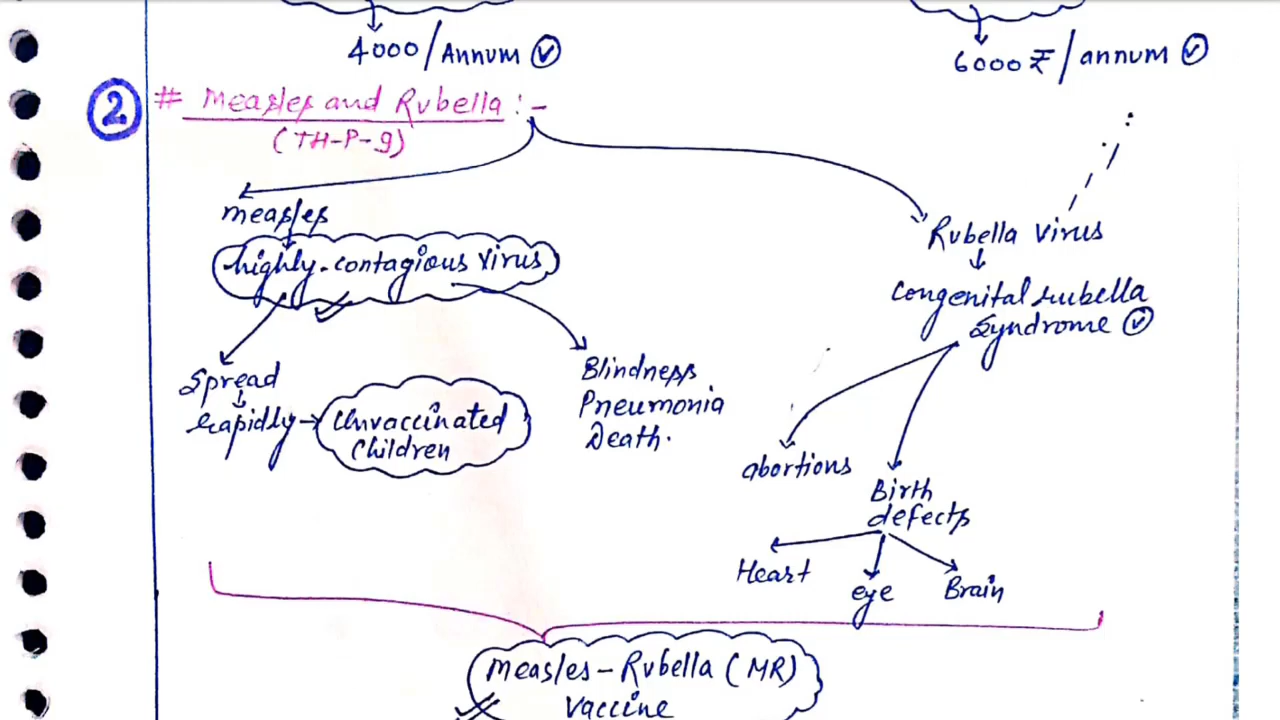 4000/Annum
6000 ₹/annum
2 # Measles and Rubella :-
(TH-P-9)
measles
Rubella virus
highly-contagious virus
Congenital rubella
Syndrome
Spread
Rapidly
Unvaccinated
Children
Blindness
Pneumonia
Death.
abortions
Birth
defects
Heart
eye
Brain
Measles-Rubella (MR)
Vaccine